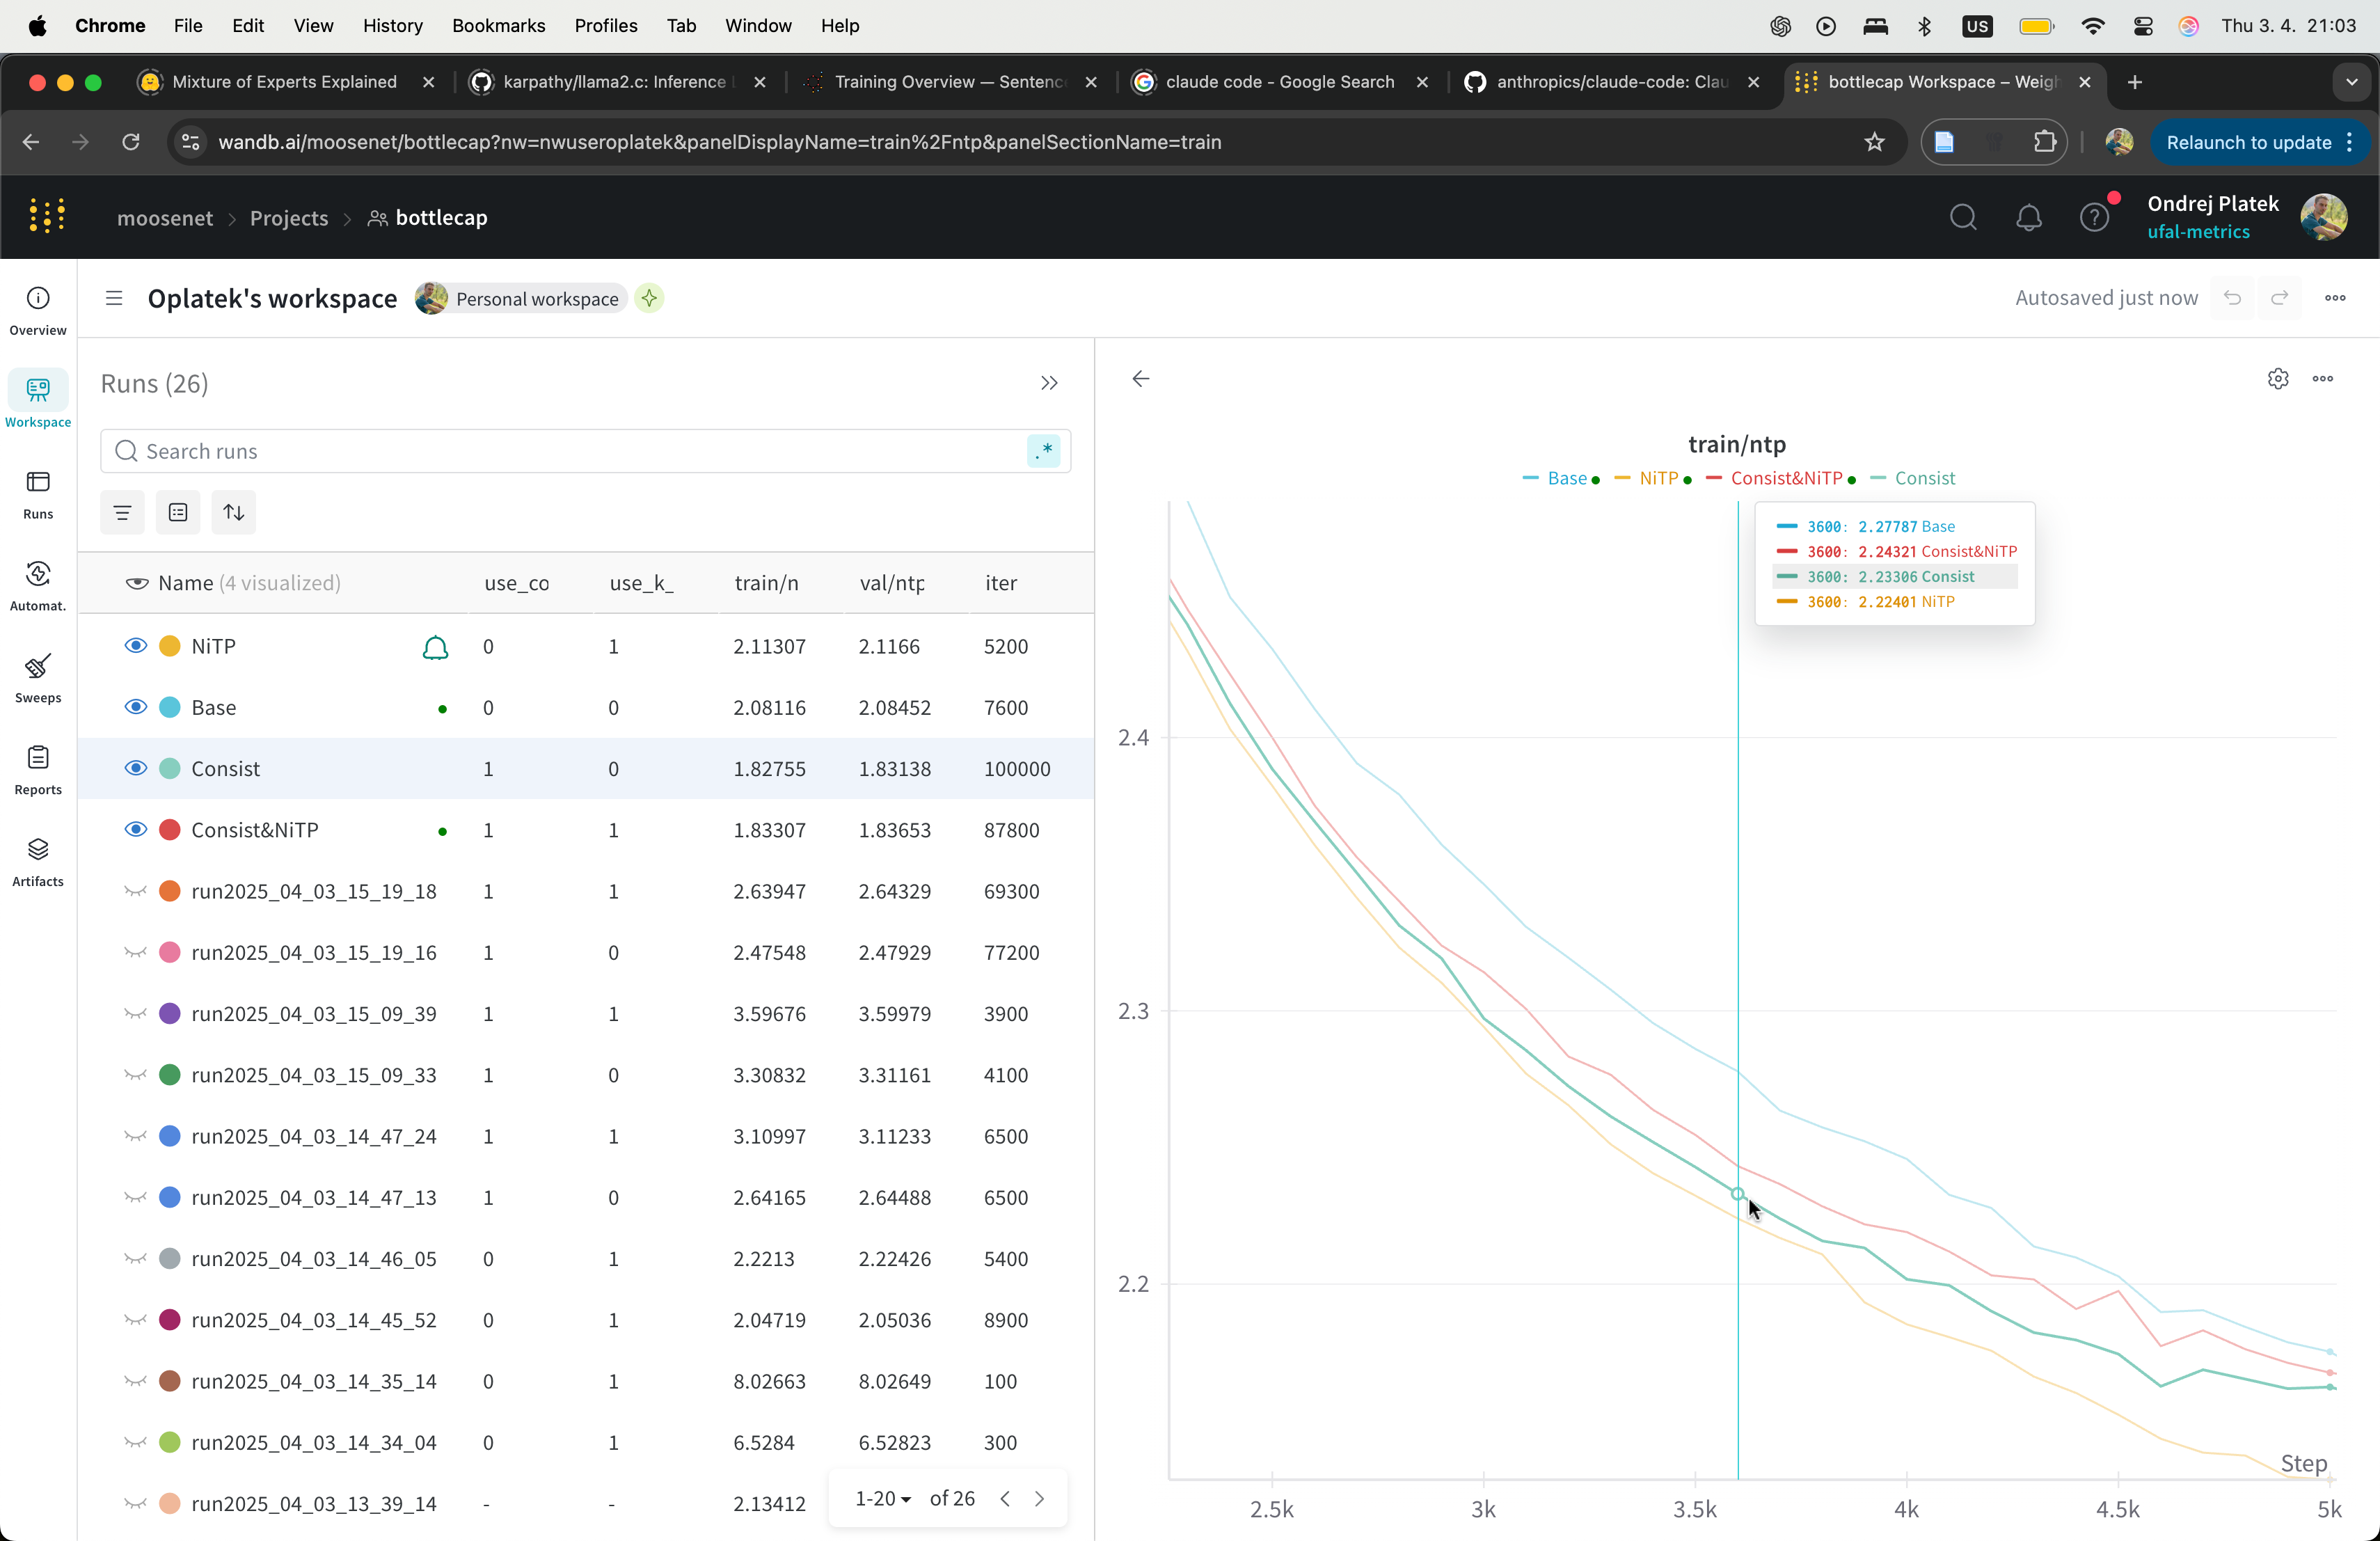 Chrome File Edit View History Bookmarks Profiles Tab Window Help US Thu 3. 4. 21:03
Mixture of Experts Explained karpathy/llama2.c: Inference Training Overview — Sentence claude code - Google Search anthropics/claude-code: Clau bottlecap Workspace – Weigh
wandb.ai/moosenet/bottlecap?nw=nwuseroplatek&panelDisplayName=train%2Fntp&panelSectionName=train Relaunch to update
moosenet > Projects > bottlecap
Ondrej Platek
ufal-metrics
Overview
Workspace
Runs
Automat.
Sweeps
Reports
Artifacts
Oplatek's workspace Personal workspace Autosaved just now
Runs (26)
Search runs .*
Name (4 visualized) use_co use_k_ train/n val/ntp iter
NiTP 0 1 2.11307 2.1166 5200
Base 0 0 2.08116 2.08452 7600
Consist 1 0 1.82755 1.83138 100000
Consist&NiTP 1 1 1.83307 1.83653 87800
run2025_04_03_15_19_18 1 1 2.63947 2.64329 69300
run2025_04_03_15_19_16 1 0 2.47548 2.47929 77200
run2025_04_03_15_09_39 1 1 3.59676 3.59979 3900
run2025_04_03_15_09_33 1 0 3.30832 3.31161 4100
run2025_04_03_14_47_24 1 1 3.10997 3.11233 6500
run2025_04_03_14_47_13 1 0 2.64165 2.64488 6500
run2025_04_03_14_46_05 0 1 2.2213 2.22426 5400
run2025_04_03_14_45_52 0 1 2.04719 2.05036 8900
run2025_04_03_14_35_14 0 1 8.02663 8.02649 100
run2025_04_03_14_34_04 0 1 6.5284 6.52823 300
run2025_04_03_13_39_14 - - 2.13412
1-20 of 26
train/ntp
Base NiTP Consist&NiTP Consist
3600: 2.27787 Base
3600: 2.24321 Consist&NiTP
3600: 2.23306 Consist
3600: 2.22401 NiTP
2.4
2.3
2.2
Step
2.5k 3k 3.5k 4k 4.5k 5k